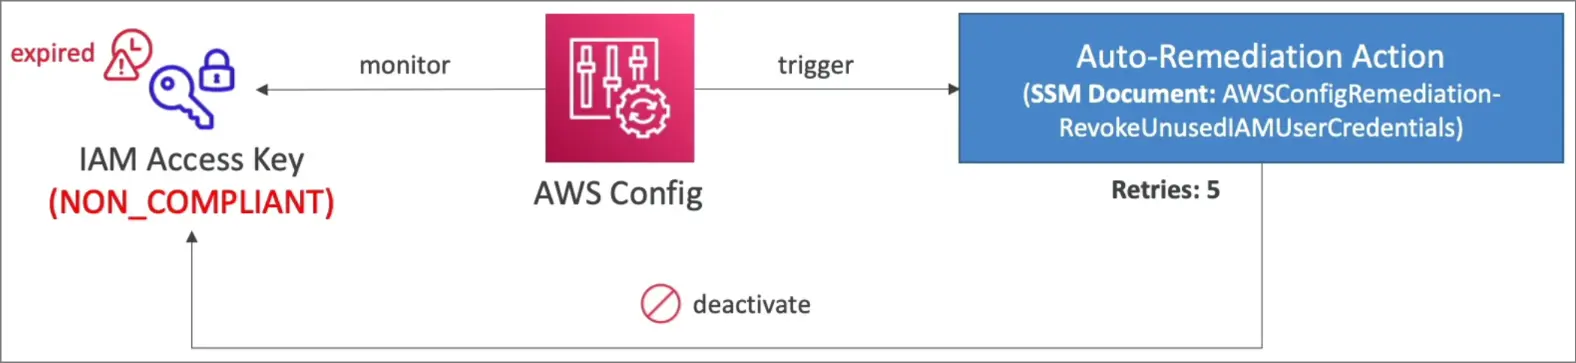 expired
monitor
trigger
IAM Access Key
(NON_COMPLIANT)
AWS Config
Auto-Remediation Action
(SSM Document: AWSConfigRemediation-
RevokeUnusedIAMUserCredentials)
Retries: 5
deactivate